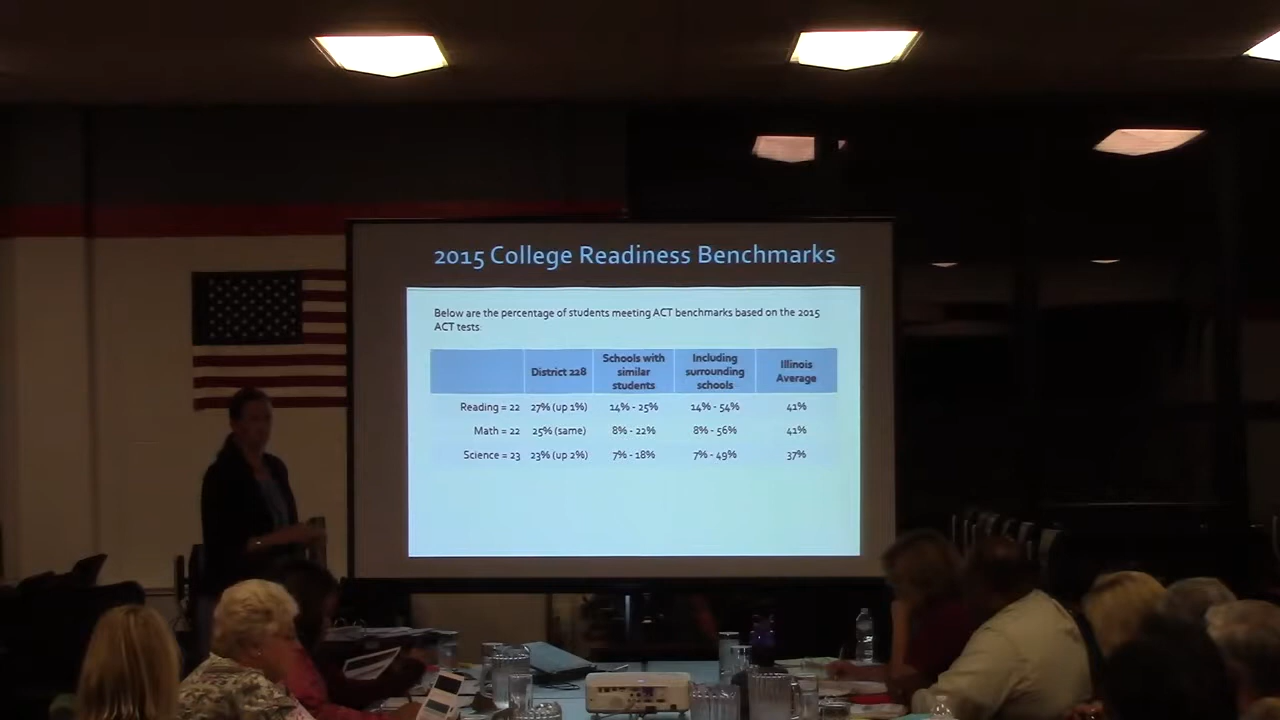 2015 College Readiness Benchmarks
Below are the percentage of students meeting ACT benchmarks based on the 2015
ACT tests:
District 228 Schools with similar students Including surrounding schools Illinois Average
Reading = 22 27% (up 1%) 14% - 25% 14% - 54% 41%
Math = 22 25% (same) 8% - 22% 8% - 56% 41%
Science = 23 23% (up 2%) 7% - 18% 7% - 49% 37%